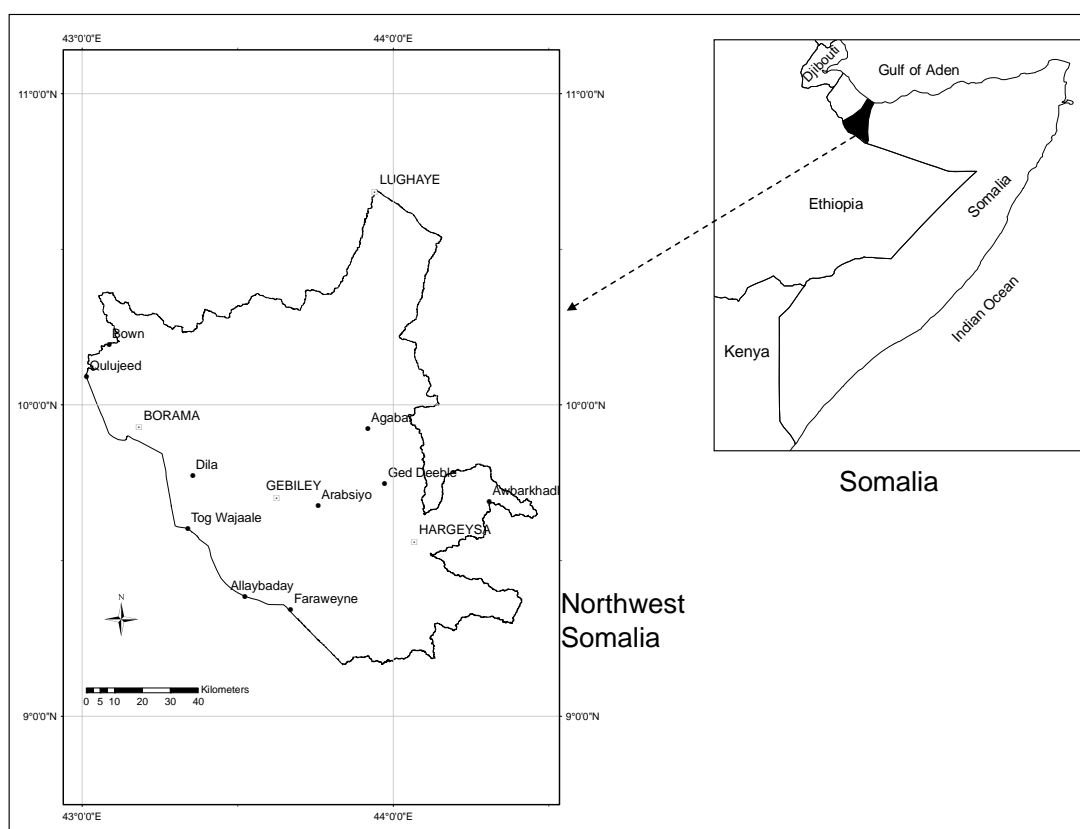 43°0'0"E
44°0'0"E
11°0'0"N
11°0'0"N
LUGHAYE
Bown
Qulujeed
10°0'0"N
10°0'0"N
BORAMA
Agabar
Dila
Ged Deeble
GEBILEY
Arabsiyo
Awbarkhadl
Tog Wajaale
HARGEYSA
Allaybaday
Faraweyne
N
Kilometers
0 5 10 20 30 40
9°0'0"N
9°0'0"N
43°0'0"E
44°0'0"E
Northwest
Somalia
Djibouti
Gulf of Aden
Ethiopia
Somalia
Indian Ocean
Kenya
Somalia